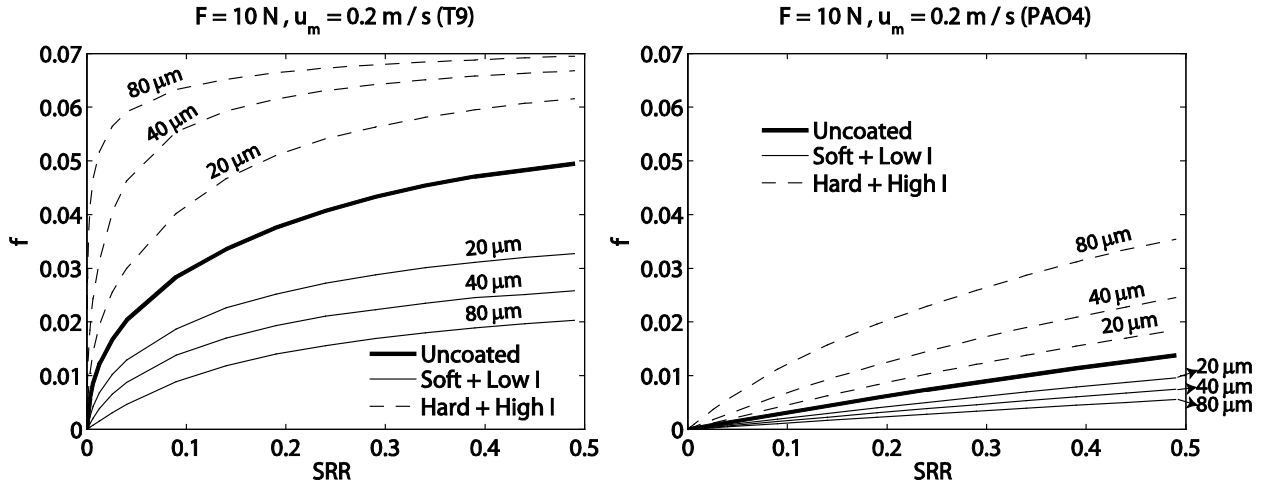 F = 10 N , u_m = 0.2 m / s (T9)
0.07
0.06
0.05
0.04
0.03
0.02
0.01
0
f
80 µm
40 µm
20 µm
20 µm
40 µm
80 µm
Uncoated
Soft + Low I
Hard + High I
0 0.1 0.2 0.3 0.4 0.5
SRR
F = 10 N , u_m = 0.2 m / s (PAO4)
0.07
0.06
0.05
0.04
0.03
0.02
0.01
0
f
Uncoated
Soft + Low I
Hard + High I
80 µm
40 µm
20 µm
20 µm
40 µm
80 µm
0 0.1 0.2 0.3 0.4 0.5
SRR